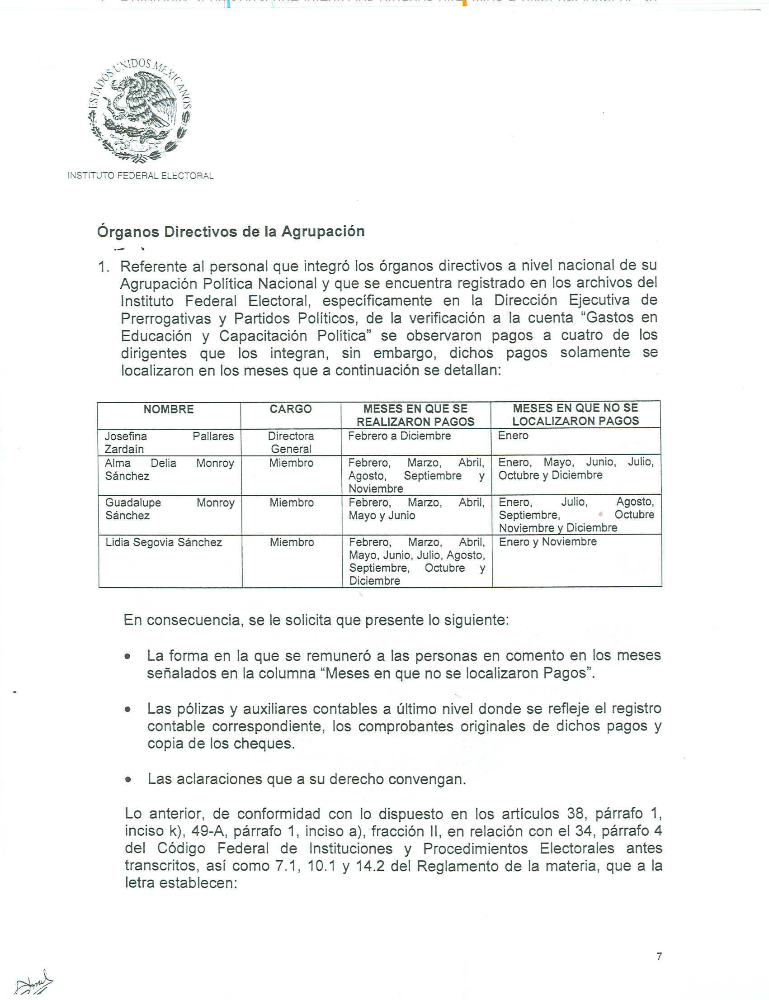 ESTADOS UNIDOS MEXICANOS
INSTITUTO FEDERAL ELECTORAL
Órganos Directivos de la Agrupación
1. Referente al personal que integró los órganos directivos a nivel nacional de su
Agrupación Política Nacional y que se encuentra registrado en los archivos del
Instituto Federal Electoral, específicamente en la Dirección Ejecutiva de
Prerrogativas y Partidos Políticos, de la verificación a la cuenta “Gastos en
Educación y Capacitación Política” se observaron pagos a cuatro de los
dirigentes que los integran, sin embargo, dichos pagos solamente se
localizaron en los meses que a continuación se detallan:
NOMBRE CARGO MESES EN QUE SE MESES EN QUE NO SE
REALIZARON PAGOS LOCALIZARON PAGOS
Josefina Pallares Directora Febrero a Diciembre Enero
Zardaín General
Alma Delia Monroy Miembro Febrero, Marzo, Abril, Enero, Mayo, Junio, Julio,
Sánchez Agosto, Septiembre y Octubre y Diciembre
Noviembre
Guadalupe Monroy Miembro Febrero, Marzo, Abril, Enero, Julio, Agosto,
Sánchez Mayo y Junio Septiembre, Octubre
Noviembre y Diciembre
Lidia Segovia Sánchez Miembro Febrero, Marzo, Abril, Enero y Noviembre
Mayo, Junio, Julio, Agosto,
Septiembre, Octubre y
Diciembre
En consecuencia, se le solicita que presente lo siguiente:
• La forma en la que se remuneró a las personas en comento en los meses
señalados en la columna “Meses en que no se localizaron Pagos”.
• Las pólizas y auxiliares contables a último nivel donde se refleje el registro
contable correspondiente, los comprobantes originales de dichos pagos y
copia de los cheques.
• Las aclaraciones que a su derecho convengan.
Lo anterior, de conformidad con lo dispuesto en los artículos 38, párrafo 1,
inciso k), 49-A, párrafo 1, inciso a), fracción II, en relación con el 34, párrafo 4
del Código Federal de Instituciones y Procedimientos Electorales antes
transcritos, así como 7.1, 10.1 y 14.2 del Reglamento de la materia, que a la
letra establecen:
7